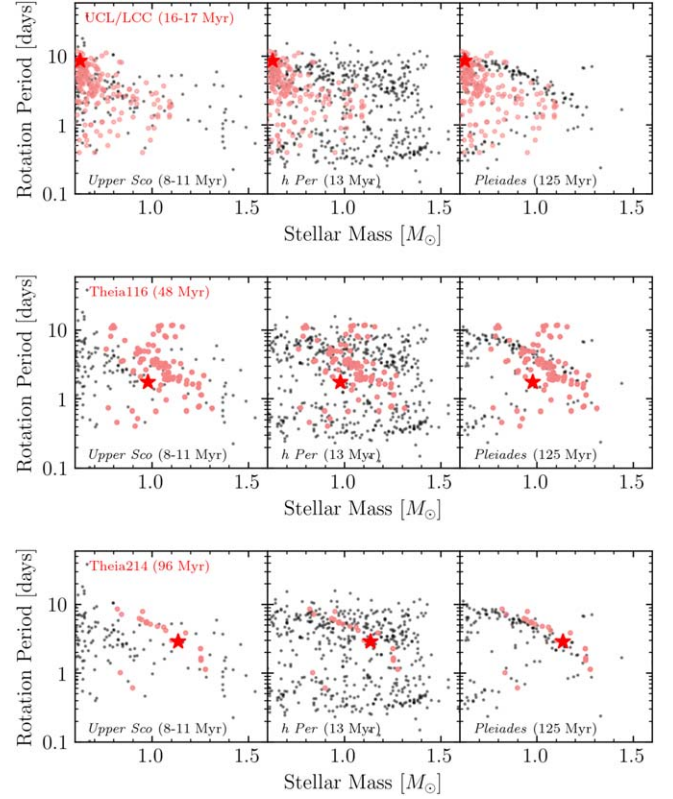 Rotation Period [days]
10
1
0.1
UCL/LCC (16-17 Myr)
Upper Sco (8-11 Myr)
h Per (13 Myr)
Pleiades (125 Myr)
1.0 1.5 1.0 1.5 1.0 1.5
Stellar Mass [M⊙]
Rotation Period [days]
10
1
0.1
Theia116 (48 Myr)
Upper Sco (8-11 Myr)
h Per (13 Myr)
Pleiades (125 Myr)
1.0 1.5 1.0 1.5 1.0 1.5
Stellar Mass [M⊙]
Rotation Period [days]
10
1
0.1
Theia214 (96 Myr)
Upper Sco (8-11 Myr)
h Per (13 Myr)
Pleiades (125 Myr)
1.0 1.5 1.0 1.5 1.0 1.5
Stellar Mass [M⊙]